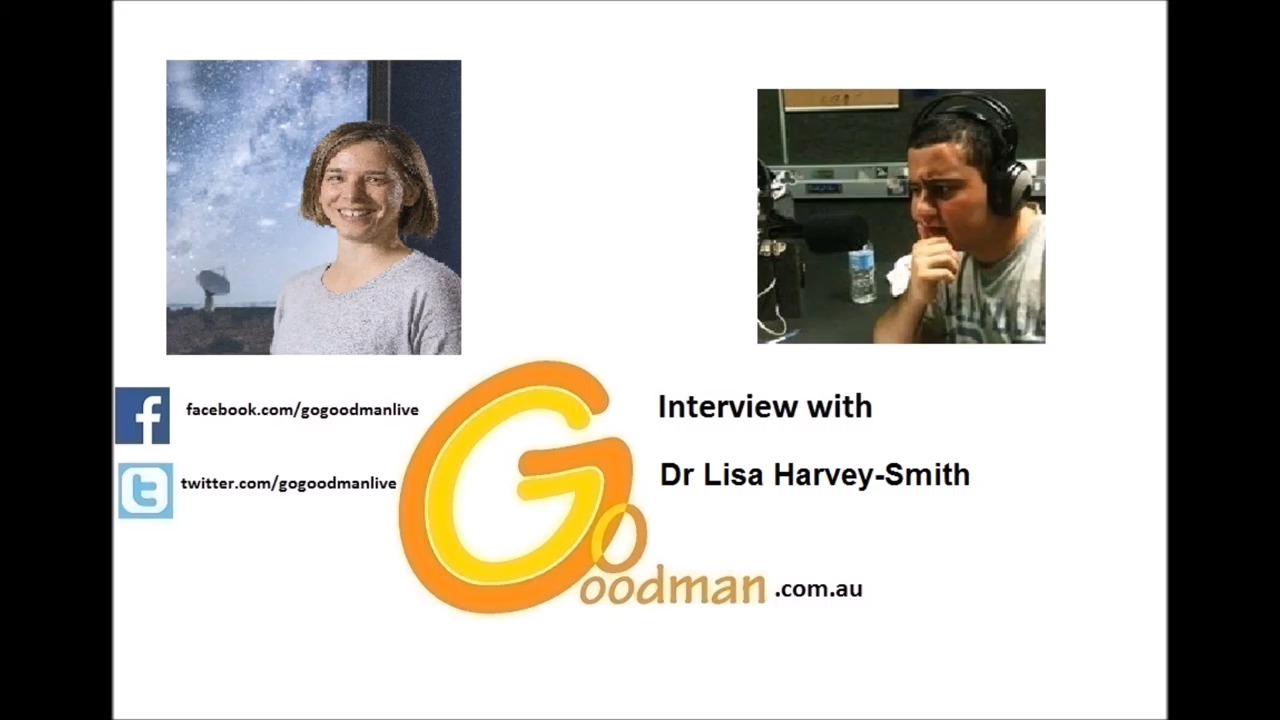 facebook.com/gogoodmanlive
twitter.com/gogoodmanlive
Interview with
Dr Lisa Harvey-Smith
Go Goodman .com.au